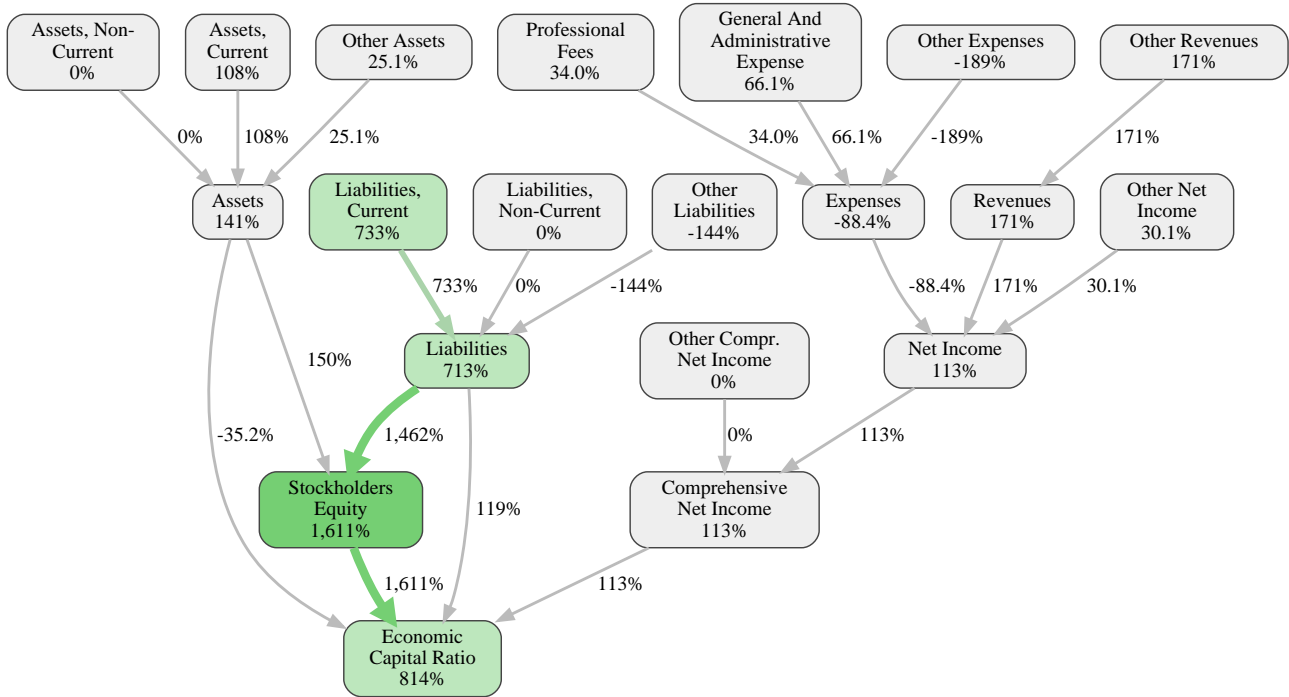 Assets, Non-
Current
0%
Assets,
Current
108%
Other Assets
25.1%
Professional
Fees
34.0%
General And
Administrative
Expense
66.1%
Other Expenses
-189%
Other Revenues
171%
0%
108%
25.1%
34.0%
66.1%
-189%
171%
Assets
141%
Liabilities,
Current
733%
Liabilities,
Non-Current
0%
Other
Liabilities
-144%
Expenses
-88.4%
Revenues
171%
Other Net
Income
30.1%
733%
0%
-144%
-88.4%
171%
30.1%
150%
Liabilities
713%
Other Compr.
Net Income
0%
Net Income
113%
-35.2%
1,462%
0%
113%
Stockholders
Equity
1,611%
119%
Comprehensive
Net Income
113%
1,611%
113%
Economic
Capital Ratio
814%